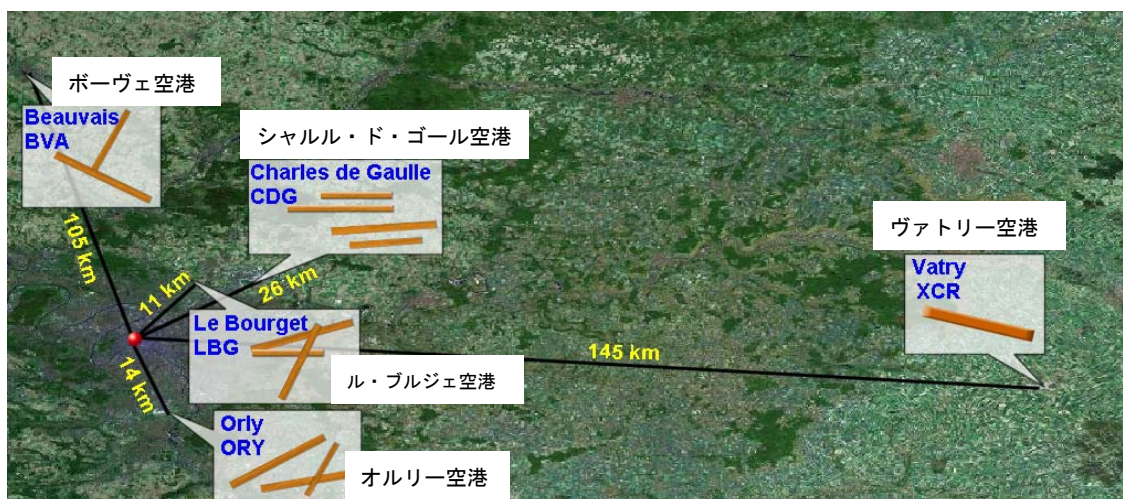 ボーヴェ空港
Beauvais
BVA
シャルル・ド・ゴール空港
Charles de Gaulle
CDG
ヴァトリー空港
Vatry
XCR
105 km
11 km
26 km
Le Bourget
LBG
ル・ブルジェ空港
145 km
14 km
Orly
ORY
オルリー空港